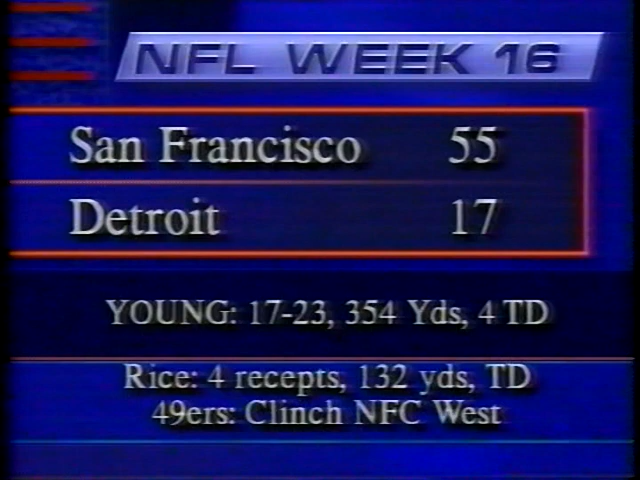 NFL WEEK 16
San Francisco 55
Detroit 17
YOUNG: 17-23, 354 Yds, 4 TD
Rice: 4 recepts, 132 yds, TD
49ers: Clinch NFC West